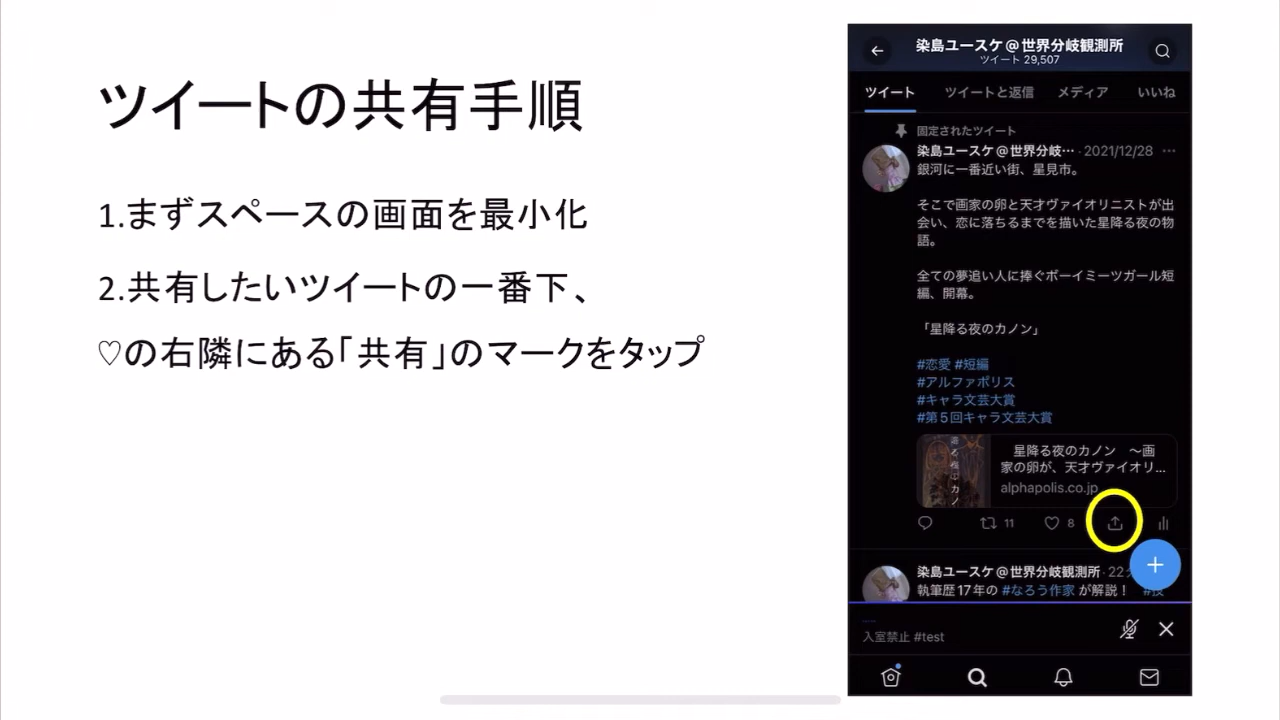 ツイートの共有手順
1.まずスペースの画面を最小化
2.共有したいツイートの一番下、
♡の右隣にある「共有」のマークをタップ
染島ユースケ@世界分岐観測所
ツイート 29,507
ツイート ツイートと返信 メディア いいね
固定されたツイート
染島ユースケ@世界分岐… · 2021/12/28 …
銀河に一番近い街、星見市。
そこで画家の卵と天才ヴァイオリニストが出
会い、恋に落ちるまでを描いた星降る夜の物
語。
全ての夢追い人に捧ぐボーイミーツガール短
編、開幕。
「星降る夜のカノン」
#恋愛 #短編
#アルファポリス
#キャラ文芸大賞
#第5回キャラ文芸大賞
降る夜のカノ
星降る夜のカノン ~画
家の卵が、天才ヴァイオリ...
alphapolis.co.jp
11 8
染島ユースケ@世界分岐観測所 · 22
執筆歴17年の #なろう作家 が解説!
入室禁止 #test